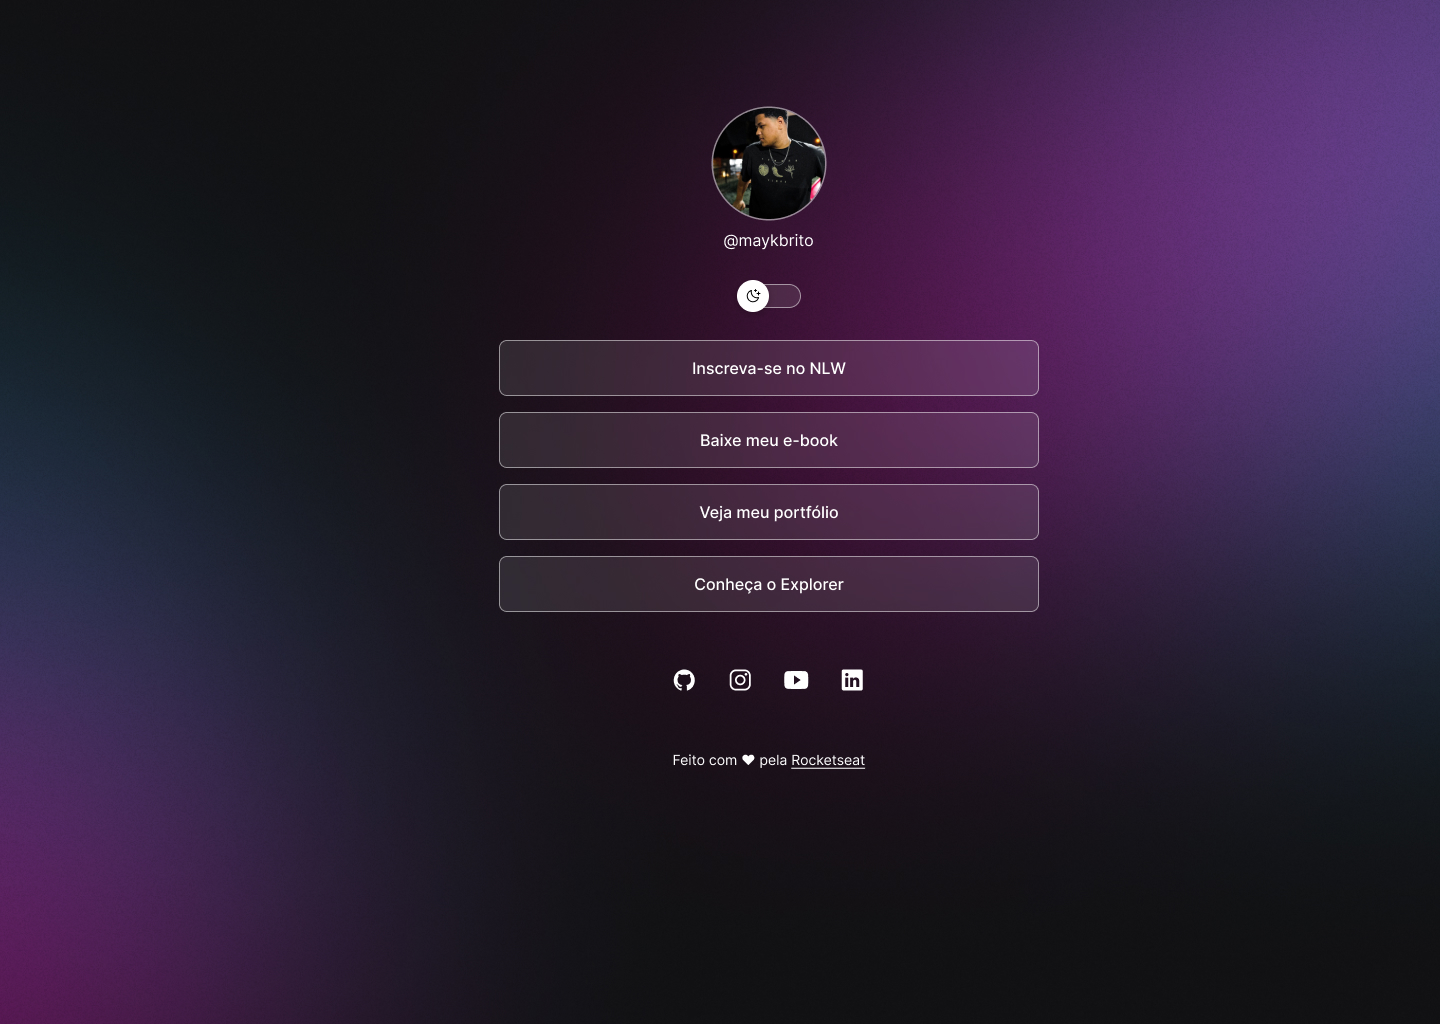 @maykbrito
Inscreva-se no NLW
Baixe meu e-book
Veja meu portfólio
Conheça o Explorer
Feito com ♥ pela Rocketseat